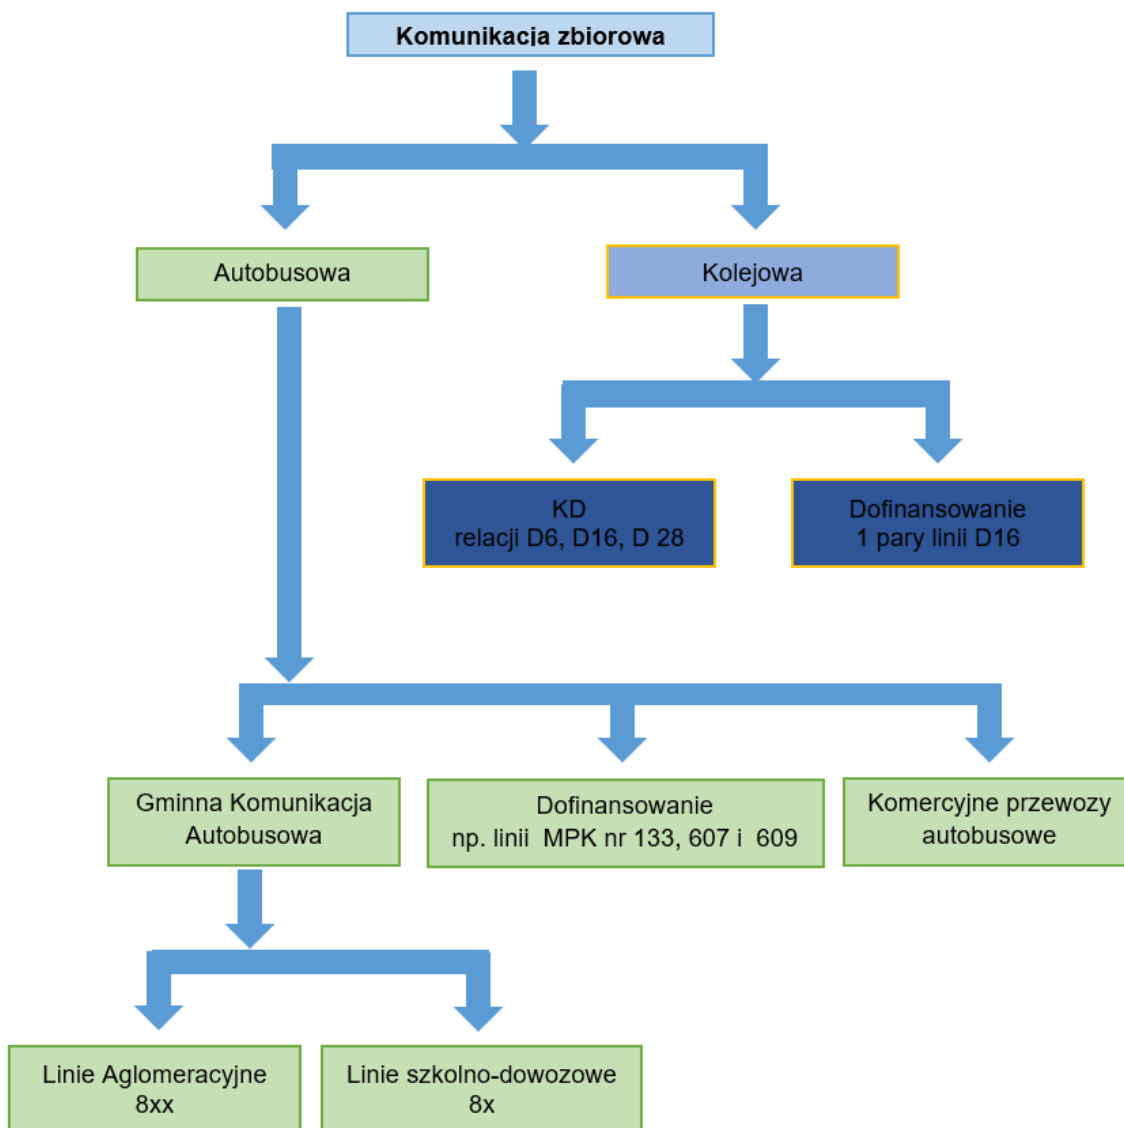 Komunikacja zbiorowa
Autobusowa
Kolejowa
KD
relacji D6, D16, D 28
Dofinansowanie
1 pary linii D16
Gminna Komunikacja
Autobusowa
Dofinansowanie
np. linii MPK nr 133, 607 i 609
Komercyjne przewozy
autobusowe
Linie Aglomeracyjne
8xx
Linie szkolno-dowozowe
8x